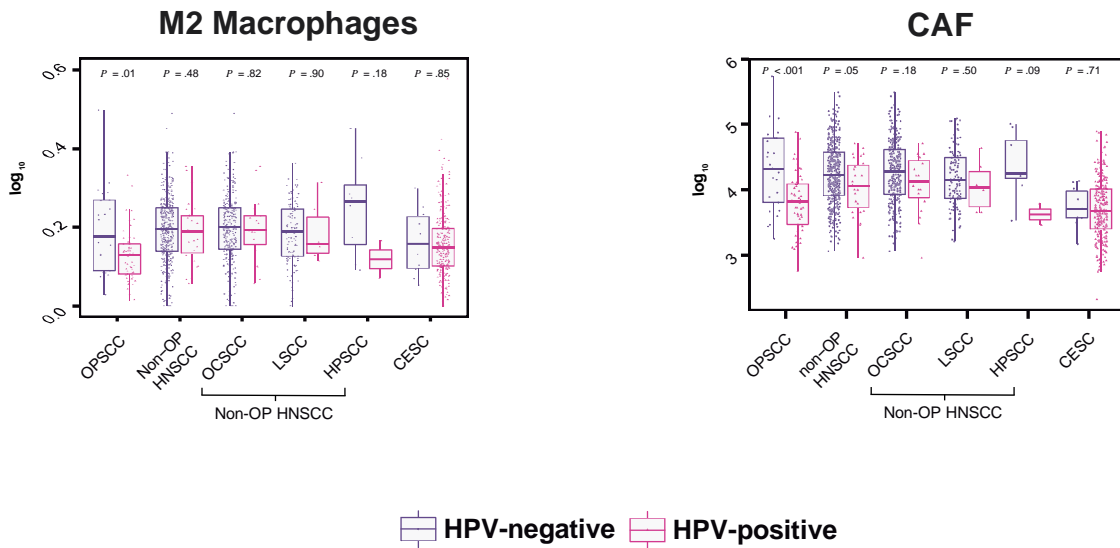 M2 Macrophages
CAF
0.6
P = .01
P = .48
P = .82
P = .90
P = .18
P = .85
0.4
log10
0.2
0.0
OPSCC
Non-OP
HNSCC
OCSCC
LSCC
HPSCC
CESC
Non-OP HNSCC
6
P <.001
P = .05
P = .18
P = .50
P = .09
P = .71
5
log10
4
3
OPSCC
non-OP
HNSCC
OCSCC
LSCC
HPSCC
CESC
Non-OP HNSCC
HPV-negative
HPV-positive